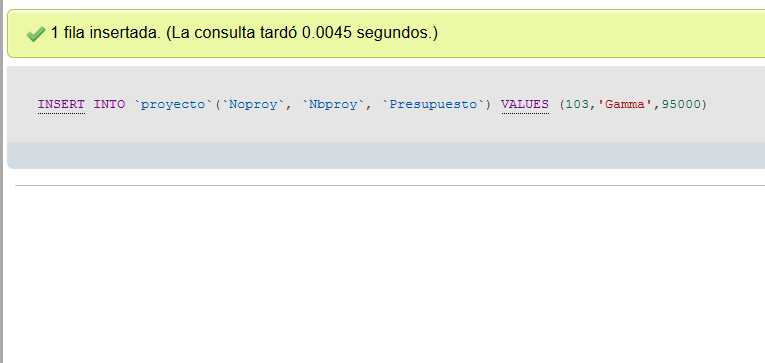 1 fila insertada. (La consulta tardó 0.0045 segundos.)
INSERT INTO `proyecto`(`Noproy`, `Nbproy`, `Presupuesto`) VALUES (103,'Gamma',95000)